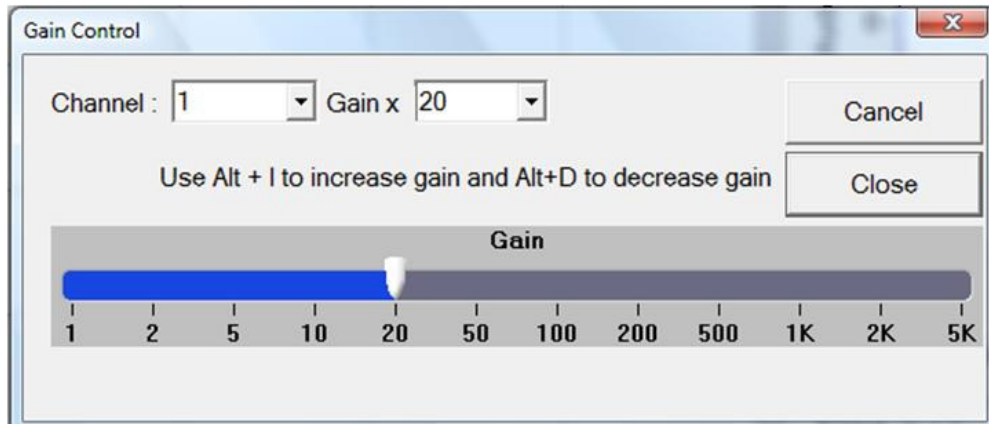 Gain Control
Channel : 1 Gain x 20
Cancel
Use Alt + I to increase gain and Alt+D to decrease gain
Close
Gain
1 2 5 10 20 50 100 200 500 1K 2K 5K